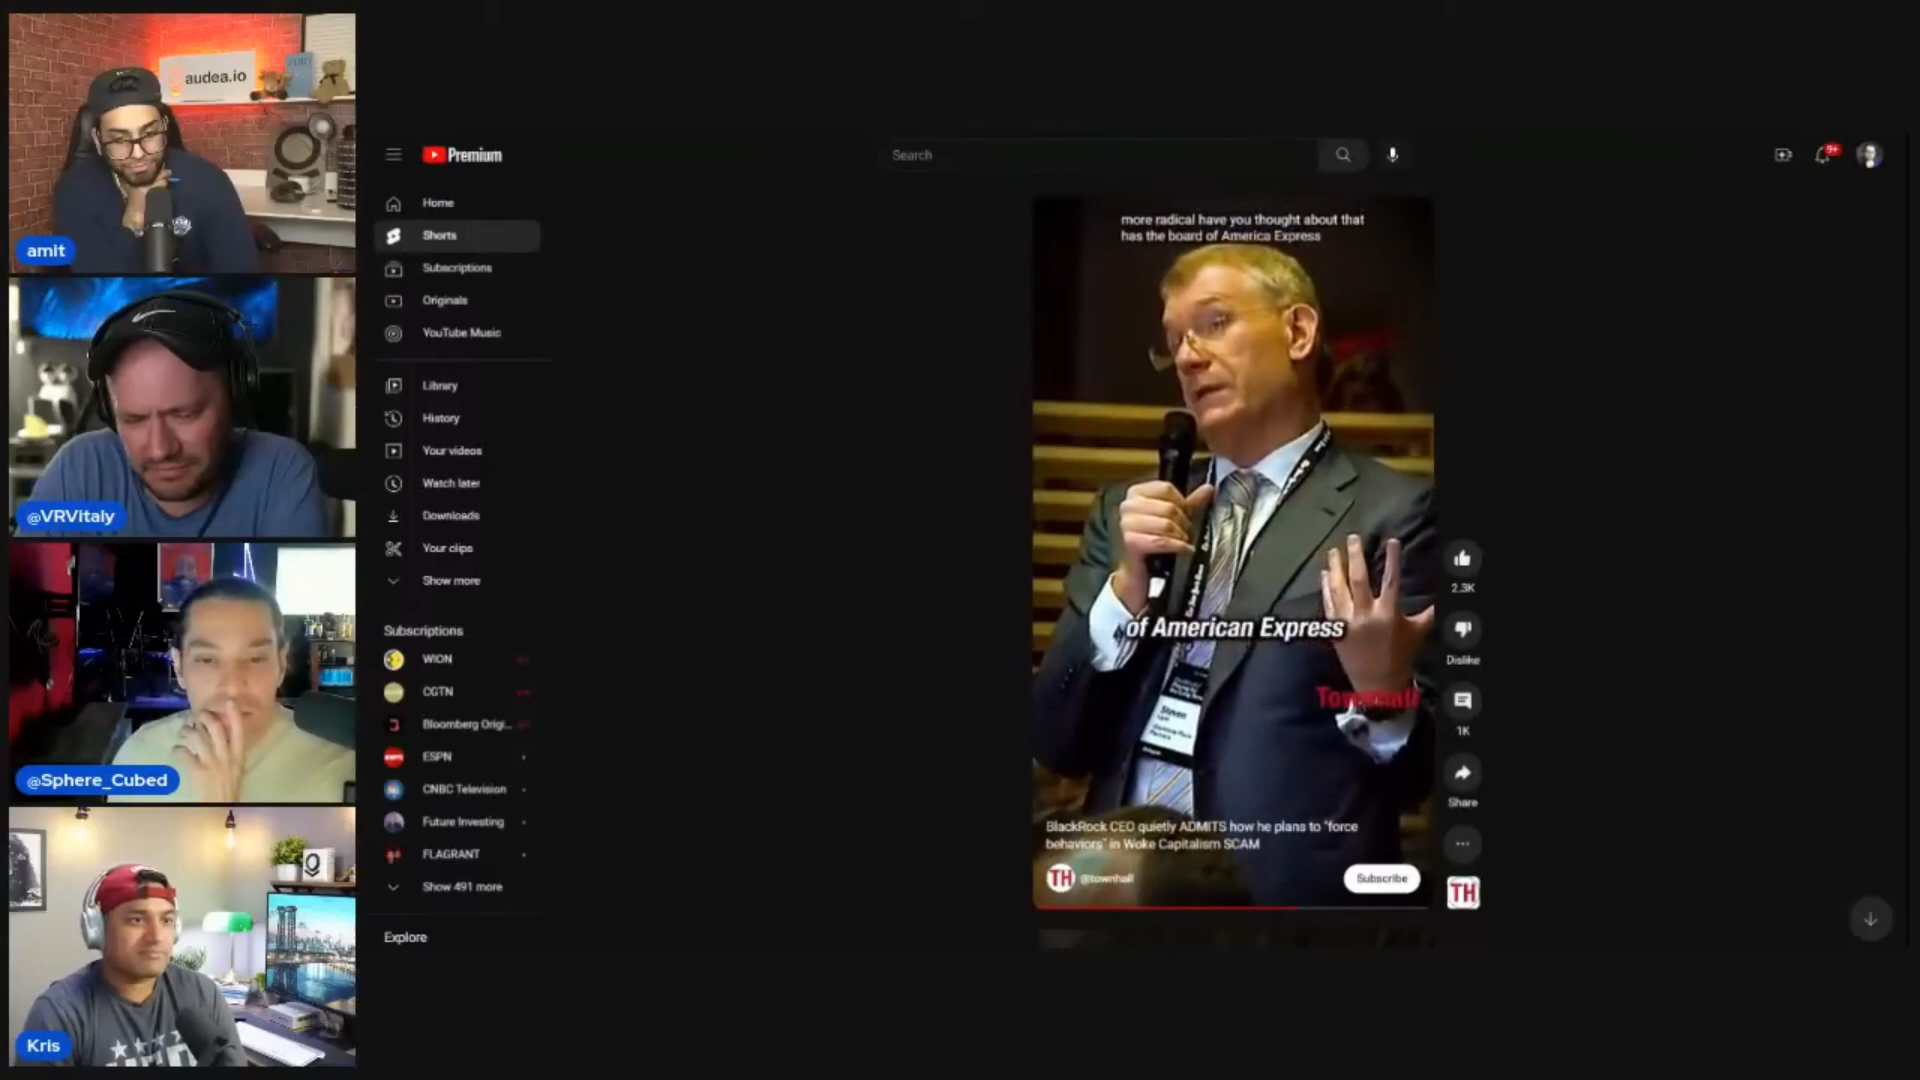 audea.io
amit
@VRVitaly
@Sphere_Cubed
Kris
Premium
Search
9+
Home
Shorts
Subscriptions
Originals
YouTube Music
Library
History
Your videos
Watch later
Downloads
Your clips
Show more
Subscriptions
WION
CGTN
Bloomberg Origi...
ESPN
CNBC Television
Future Investing
FLAGRANT
Show 491 more
Explore
more radical have you thought about that
has the board of America Express
of American Express
Townhall
Steven
BlackRock CEO quietly ADMITS how he plans to "force
behaviors" in Woke Capitalism SCAM
TH
@townhall
Subscribe
2.3K
Dislike
1K
Share
TH